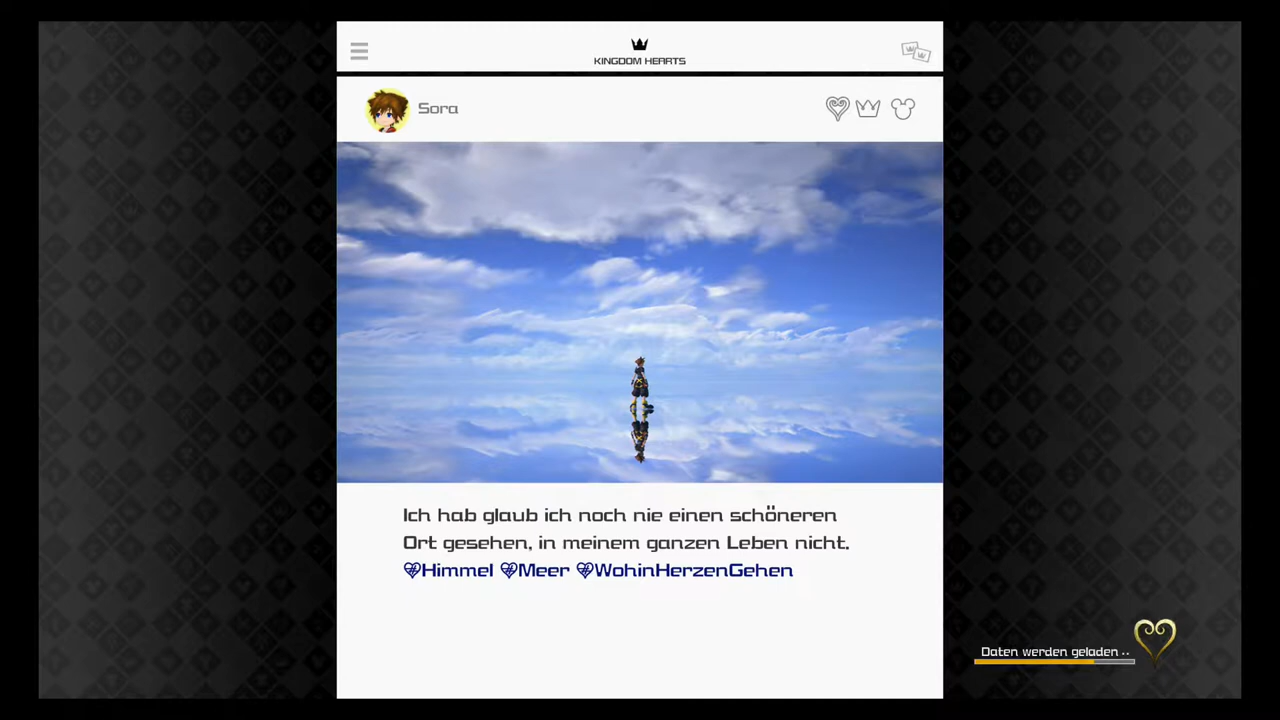 KINGDOM HEARTS
Sora
Ich hab glaub ich noch nie einen schöneren
Ort gesehen, in meinem ganzen Leben nicht.
#Himmel #Meer #WohinHerzenGehen
Daten werden geladen ..